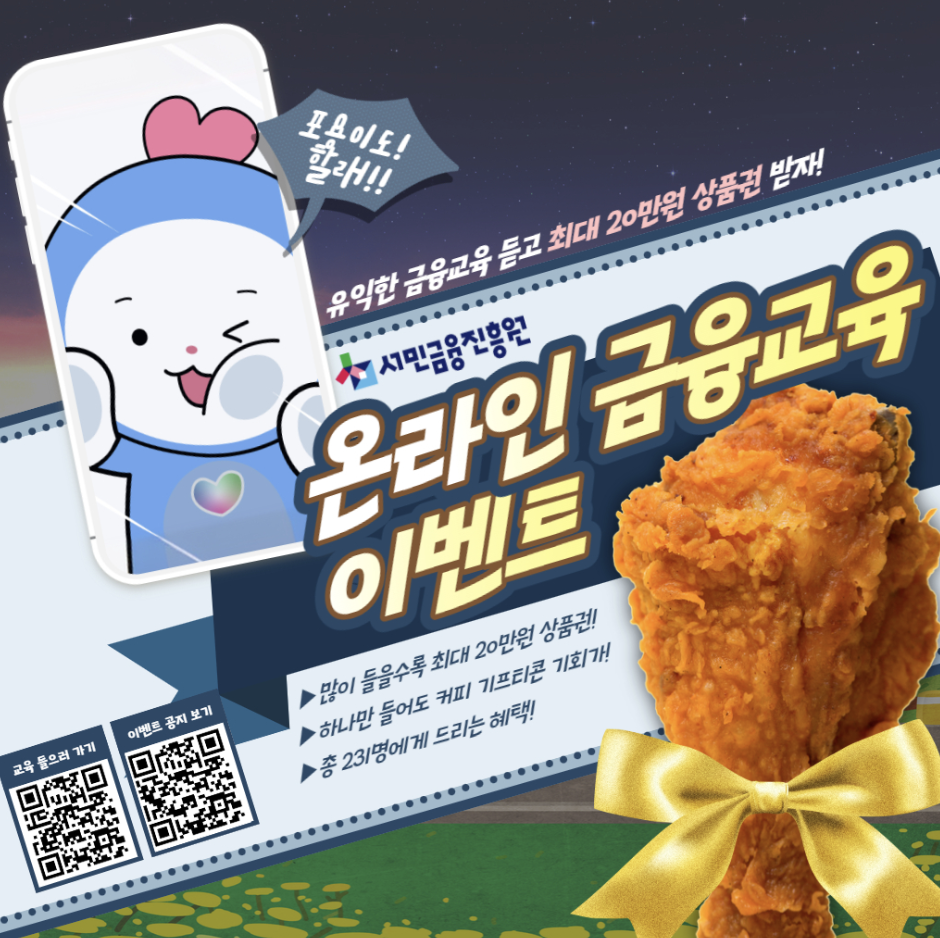 포요이도!
할래!!
유익한 금융교육 듣고 최대 20만원 상품권 받자!
서민금융진흥원
온라인 금융교육
이벤트
▶많이 들을수록 최대 20만원 상품권!
▶하나만 들어도 커피 기프티콘 기회가!
▶총 231명에게 드리는 혜택!
교육 들으러 가기
이벤트 공지 보기